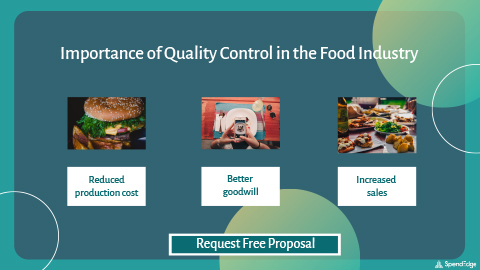 Importance of Quality Control in the Food Industry
Reduced
production cost
Better
goodwill
Increased
sales
Request Free Proposal
SpendEdge